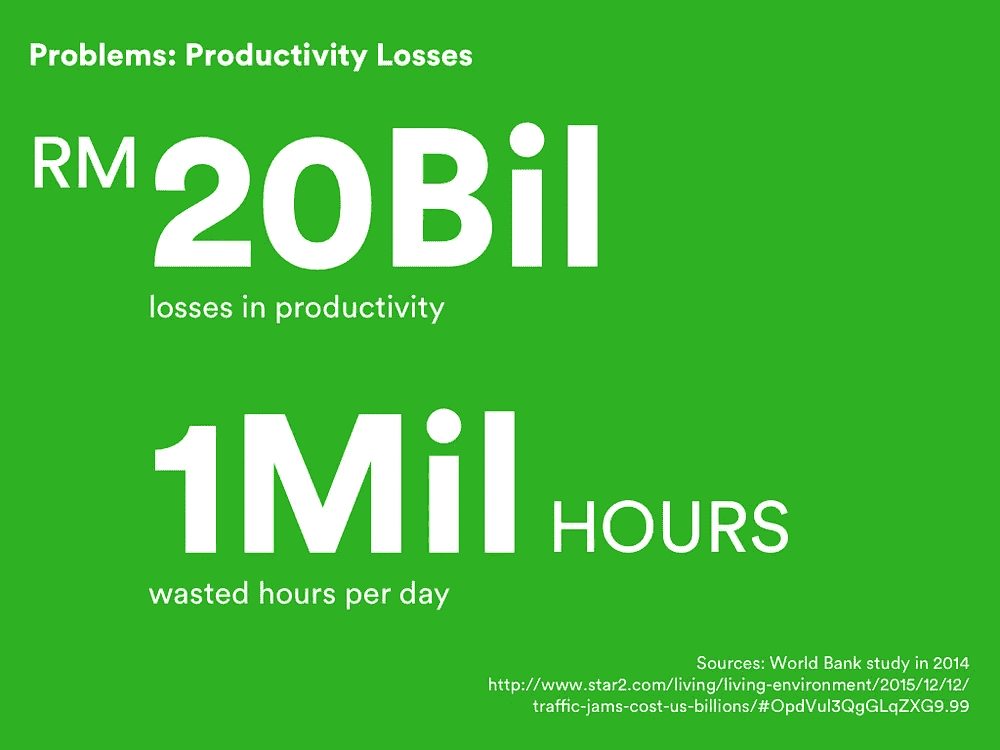 Problems: Productivity Losses
RM 20Bil
losses in productivity
1Mil HOURS
wasted hours per day
Sources: World Bank study in 2014
http://www.star2.com/living/living-environment/2015/12/12/
traffic-jams-cost-us-billions/#OpdVul3QgGLqZXG9.99